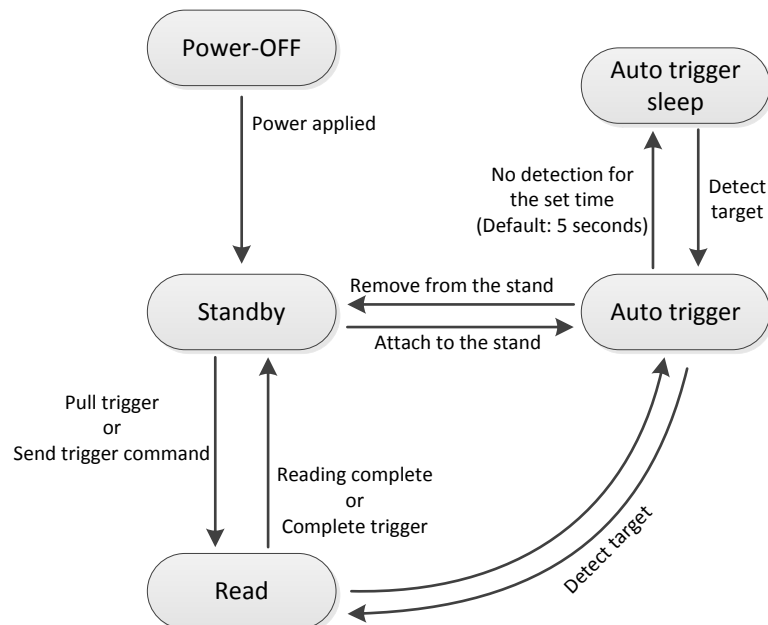 Power-OFF
Auto trigger
sleep
Power applied
No detection for
the set time
(Default: 5 seconds)
Detect
target
Remove from the stand
Standby
Auto trigger
Attach to the stand
Pull trigger
or
Send trigger command
Reading complete
or
Complete trigger
Detect target
Read